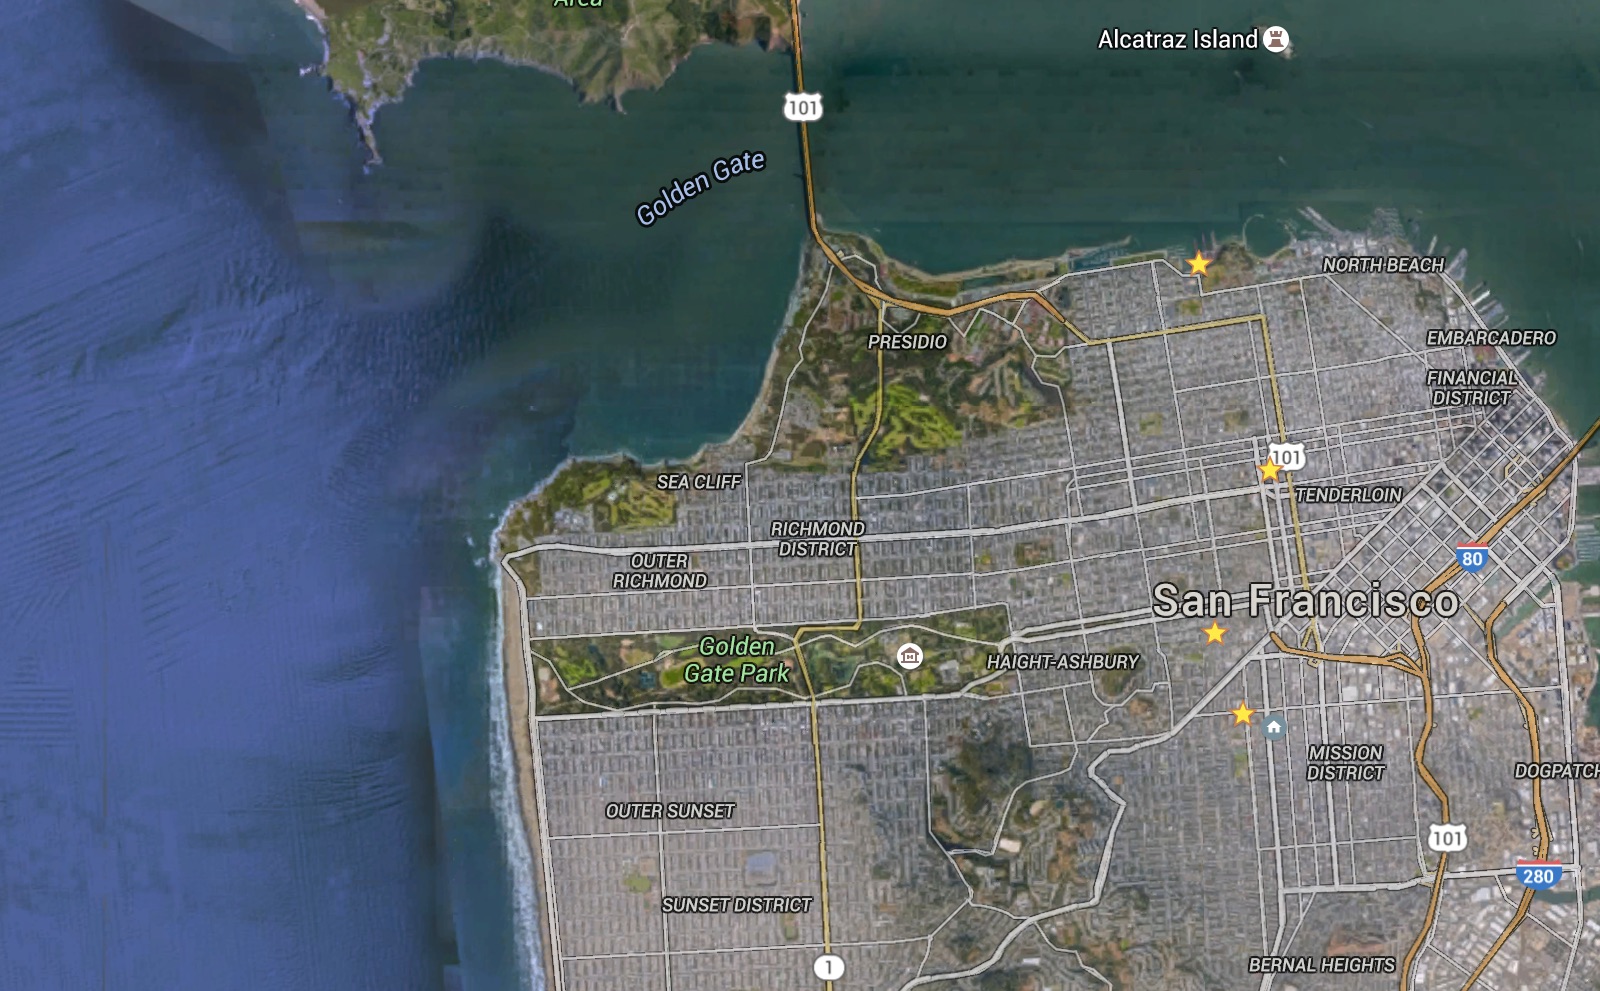 Area
Alcatraz Island
101
Golden Gate
NORTH BEACH
PRESIDIO
EMBARCADERO
FINANCIAL
DISTRICT
101
SEA CLIFF
TENDERLOIN
RICHMOND
DISTRICT
80
OUTER
RICHMOND
San Francisco
Golden
Gate Park
HAIGHT-ASHBURY
MISSION
DISTRICT
DOGPATCH
OUTER SUNSET
101
280
SUNSET DISTRICT
1
BERNAL HEIGHTS